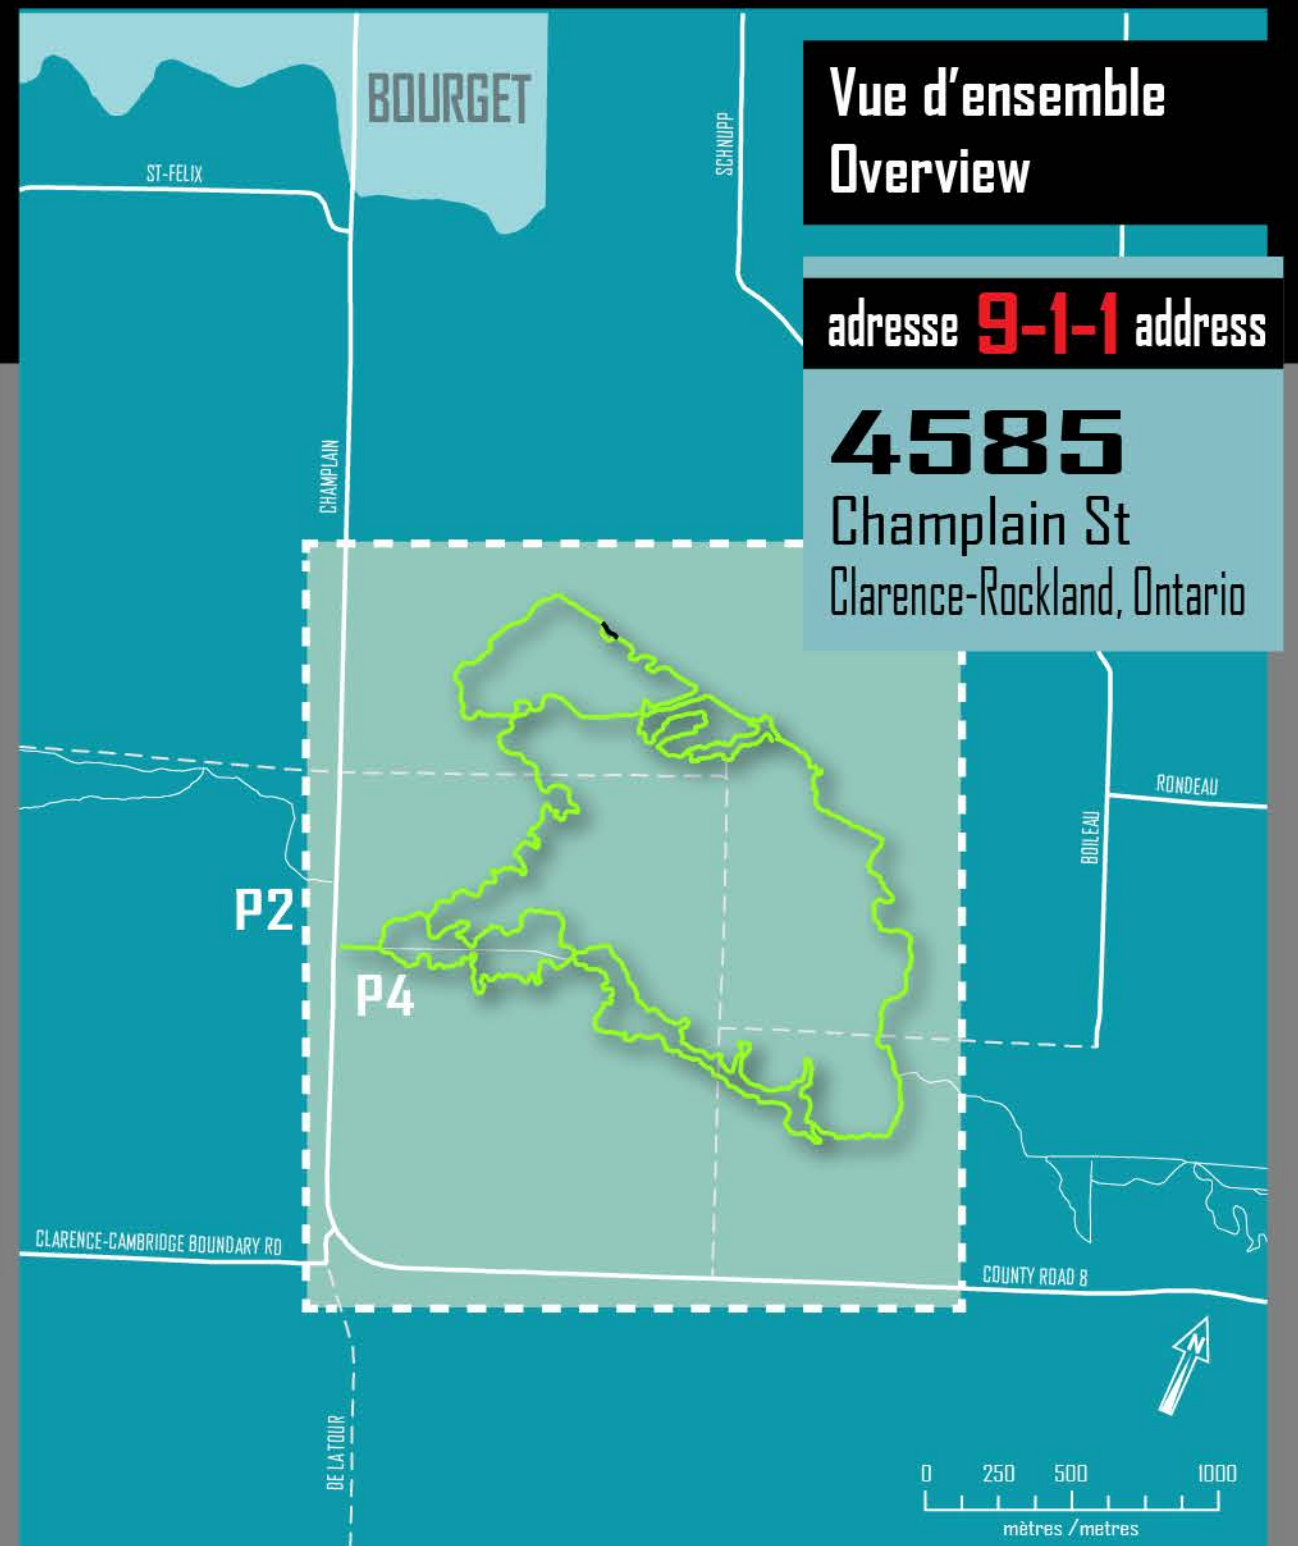 BOURGET
ST-FELIX
SCHNUPP
Vue d'ensemble
Overview
adresse 9-1-1 address
4585
Champlain St
Clarence-Rockland, Ontario
CHAMPLAIN
RONDEAU
BOILEAU
P2
P4
CLARENCE-CAMBRIDGE BOUNDARY RD
COUNTY ROAD 8
N
DE LATOUR
0 250 500 1000
mètres /metres